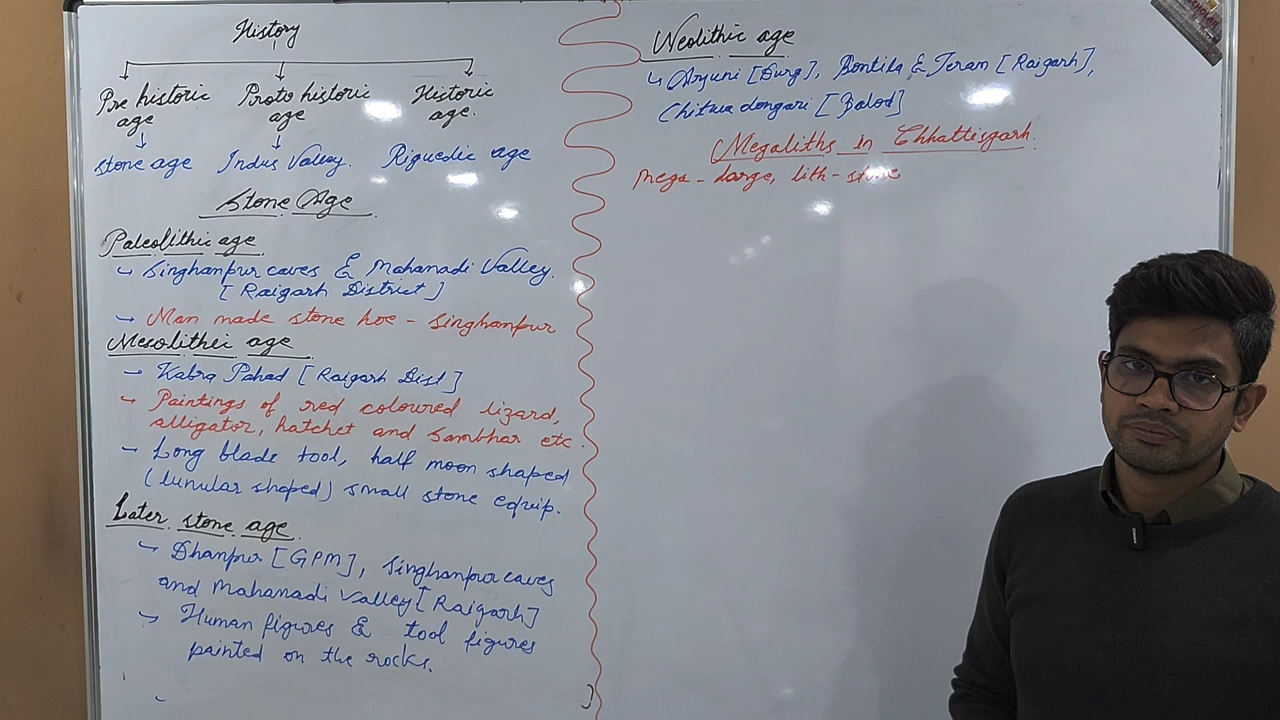 History
Pre historic age
Proto historic age
Historic age.
Stone age
Indus Valley.
Rigvedic age
Stone Age
Paleolithic age
Singhanpur caves & Mahanadi Valley.
[Raigarh District]
Man made stone hoe - Singhanpur
Mesolithic age
Kabra Pahad [Raigarh Dist]
Paintings of red coloured lizard,
alligator, hatchet and Sambhar etc.
Long blade tool, half moon shaped
(lunular shaped) small stone equip.
Later stone age
Dhanpur [GPM], Singhanpur caves
and Mahanadi Valley [Raigarh]
Human figures & tool figures
painted on the rocks.
Neolithic age
Arjuni [Durg], Bontila & Teram [Raigarh],
Chitwa dongari [Balod]
Megaliths in Chhattisgarh.
Mega - Large, lith - stone